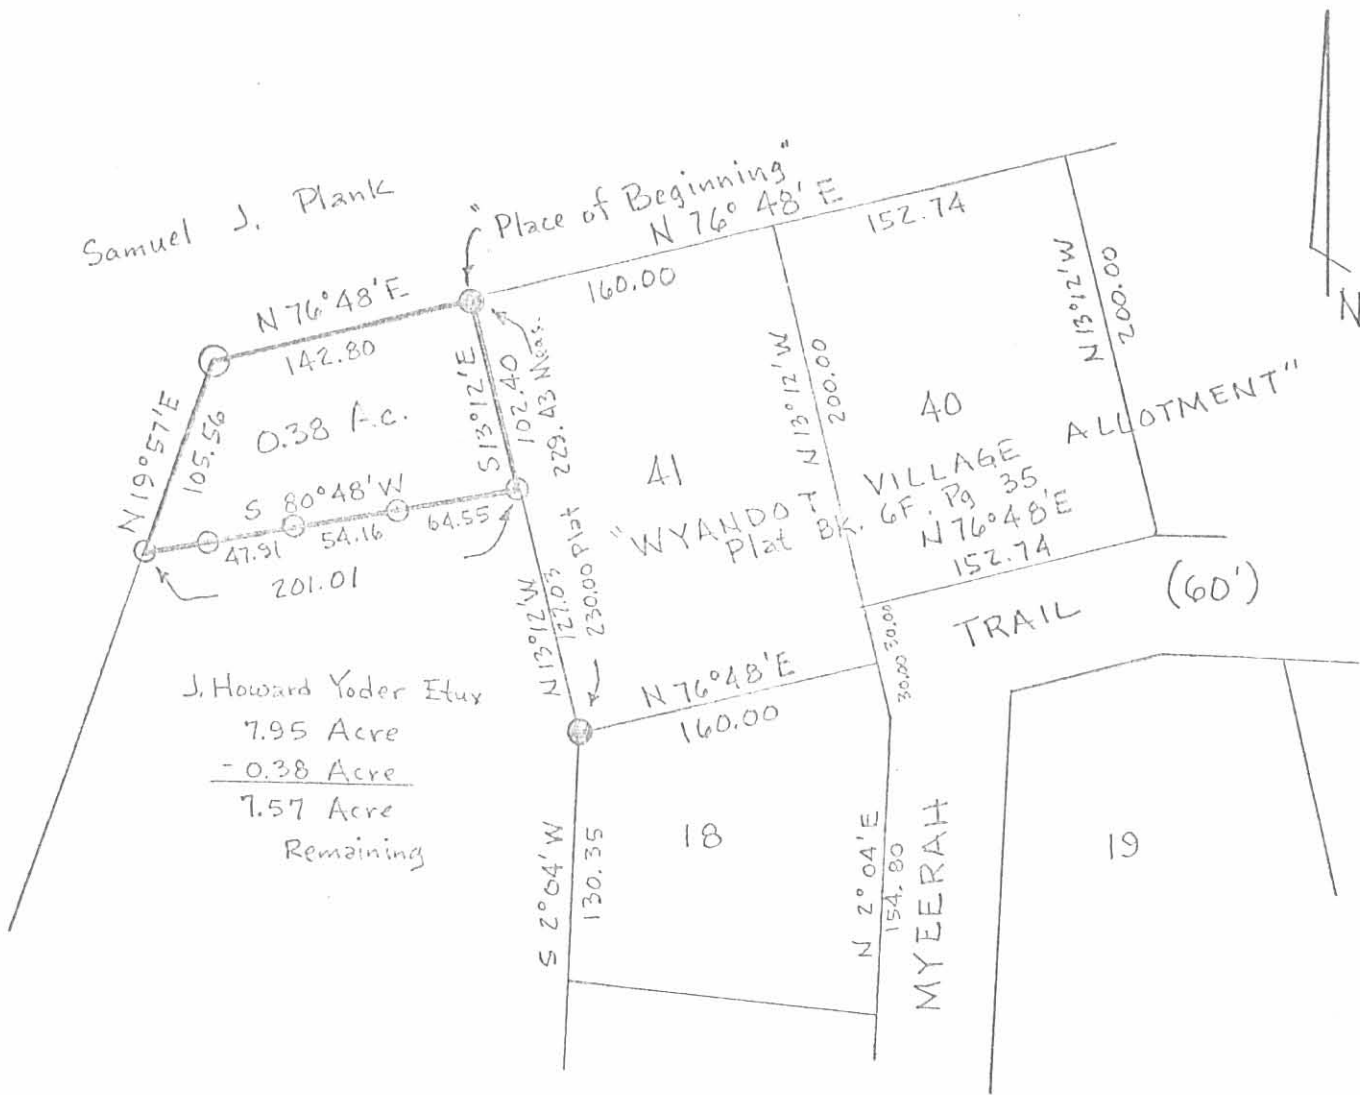 Samuel J. Plank
"Place of Beginning"
N 76° 48' E
152.74
160.00
N 76° 48' E
142.80
N 19° 57' E
105.56
0.38 Ac.
S 13° 12' E
102.40
229.43 Meas.
S 80° 48' W
47.91
54.16
64.55
201.01
N 13° 12' W
127.03
230.00 Plat
41
N 13° 12' W
200.00
40
N 13° 12' W
200.00
"WYANDOT VILLAGE ALLOTMENT"
Plat Bk. 6F. Pg 35
N 76° 48' E
152.74
30.00 30.00
TRAIL (60')
N 76° 48' E
160.00
J. Howard Yoder Etux
7.95 Acre
- 0.38 Acre
7.57 Acre
Remaining
S 2° 04' W
130.35
18
N 2° 04' E
154.80
MYEERAH
19
N